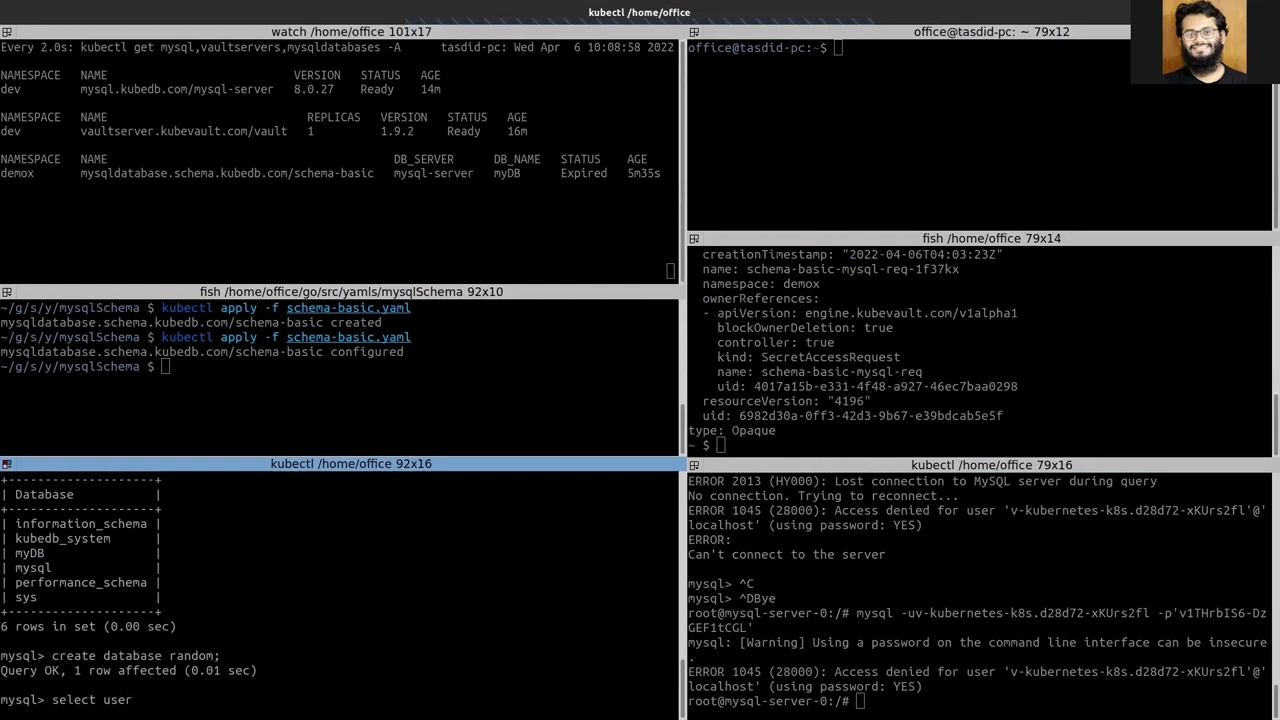 kubectl /home/office
watch /home/office 101x17
Every 2.0s: kubectl get mysql,vaultservers,mysqldatabases -A tasdid-pc: Wed Apr  6 10:08:58 2022
NAMESPACE NAME VERSION STATUS AGE
dev mysql.kubedb.com/mysql-server 8.0.27 Ready 14m
NAMESPACE NAME REPLICAS VERSION STATUS AGE
dev vaultserver.kubevault.com/vault 1 1.9.2 Ready 16m
NAMESPACE NAME DB_SERVER DB_NAME STATUS AGE
demox mysqldatabase.schema.kubedb.com/schema-basic mysql-server myDB Expired 5m35s
fish /home/office/go/src/yamls/mysqlSchema 92x10
~/g/s/y/mysqlSchema $ kubectl apply -f schema-basic.yaml
mysqldatabase.schema.kubedb.com/schema-basic created
~/g/s/y/mysqlSchema $ kubectl apply -f schema-basic.yaml
mysqldatabase.schema.kubedb.com/schema-basic configured
~/g/s/y/mysqlSchema $
kubectl /home/office 92x16
+--------------------+
| Database           |
+--------------------+
| information_schema |
| kubedb_system      |
| myDB               |
| mysql              |
| performance_schema |
| sys                |
+--------------------+
6 rows in set (0.00 sec)
mysql> create database random;
Query OK, 1 row affected (0.01 sec)
mysql> select user
office@tasdid-pc: ~ 79x12
office@tasdid-pc:~$
fish /home/office 79x14
creationTimestamp: "2022-04-06T04:03:23Z"
name: schema-basic-mysql-req-1f37kx
namespace: demox
ownerReferences:
- apiVersion: engine.kubevault.com/v1alpha1
blockOwnerDeletion: true
controller: true
kind: SecretAccessRequest
name: schema-basic-mysql-req
uid: 4017a15b-e331-4f48-a927-46ec7baa0298
resourceVersion: "4196"
uid: 6982d30a-0ff3-42d3-9b67-e39bdcab5e5f
type: Opaque
~ $
kubectl /home/office 79x16
ERROR 2013 (HY000): Lost connection to MySQL server during query
No connection. Trying to reconnect...
ERROR 1045 (28000): Access denied for user 'v-kubernetes-k8s.d28d72-xKUrs2fl'@'
localhost' (using password: YES)
ERROR:
Can't connect to the server
mysql> ^C
mysql> ^DBye
root@mysql-server-0:/# mysql -uv-kubernetes-k8s.d28d72-xKUrs2fl -p'v1THrbIS6-Dz
GEF1tCGL'
mysql: [Warning] Using a password on the command line interface can be insecure
.
ERROR 1045 (28000): Access denied for user 'v-kubernetes-k8s.d28d72-xKUrs2fl'@'
localhost' (using password: YES)
root@mysql-server-0:/#